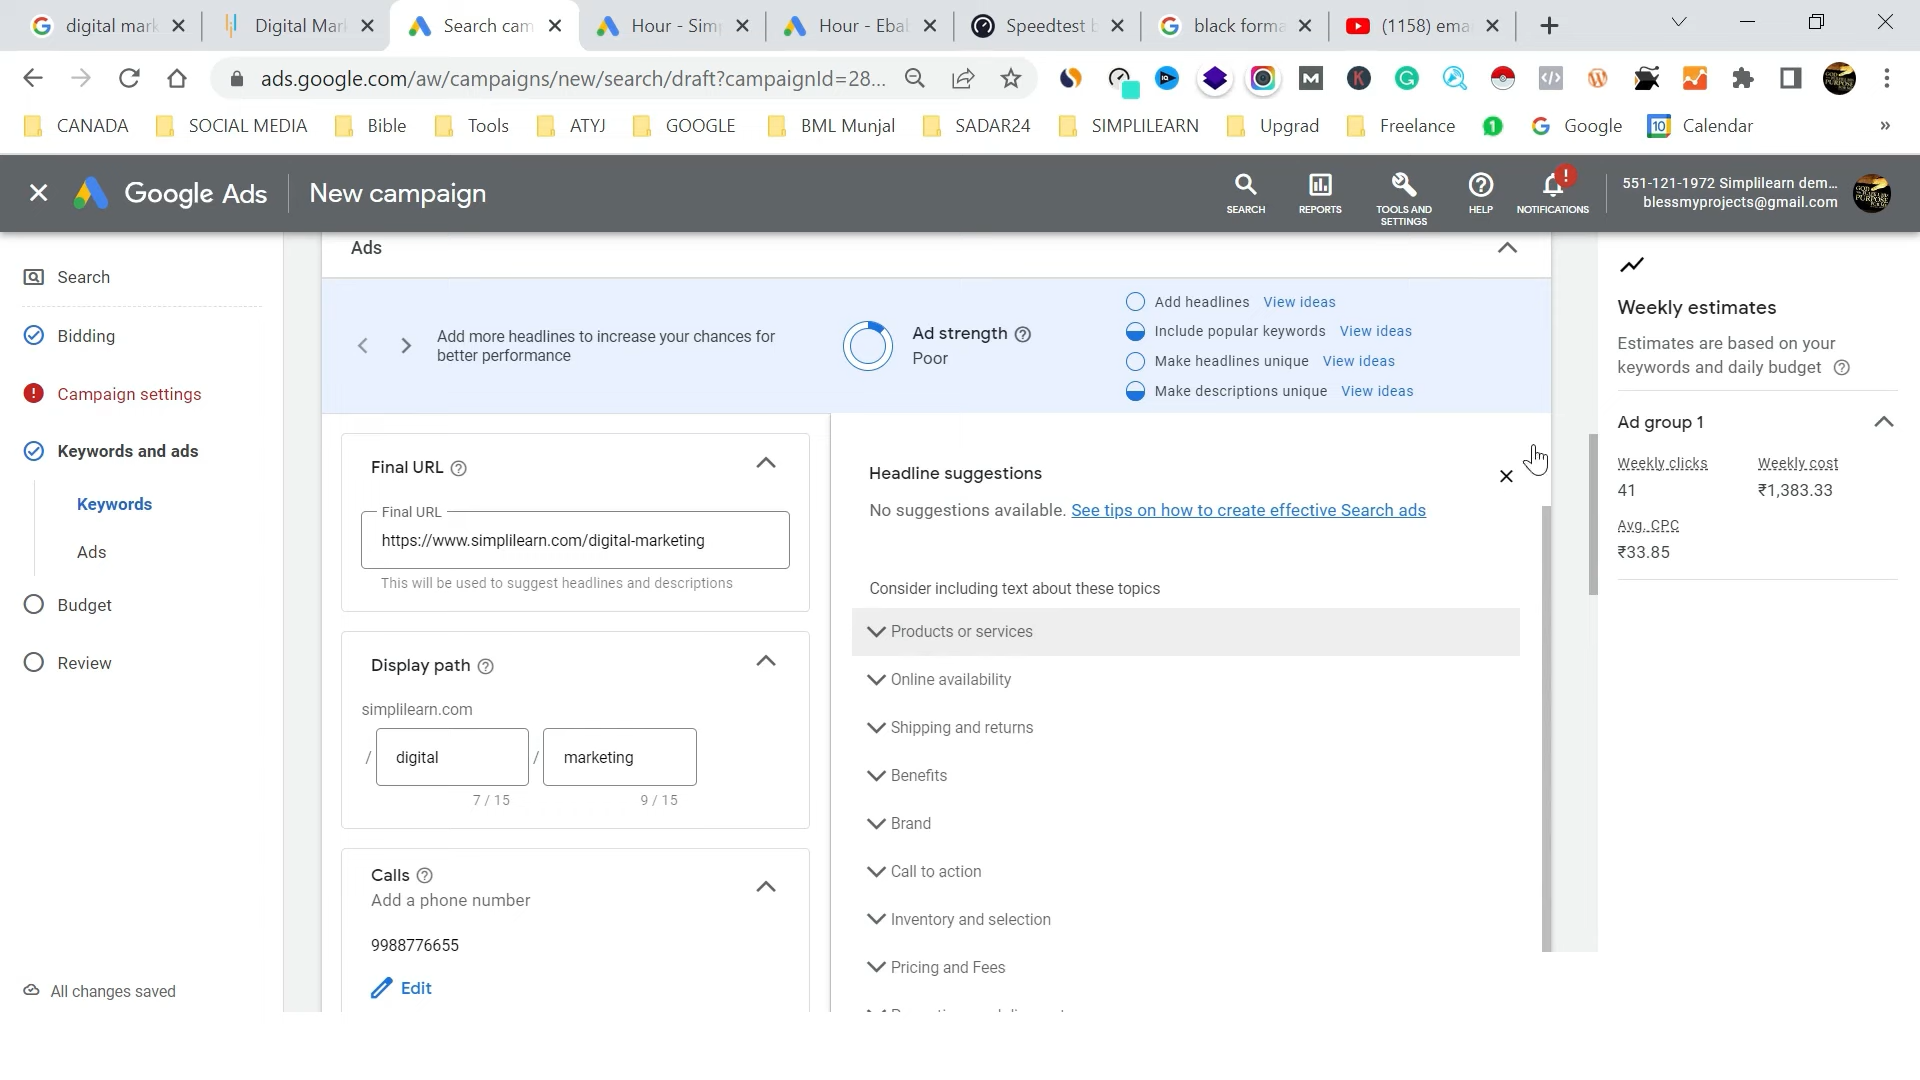 digital mark
Digital Mar
Search cam
Hour - Sim
Hour - Eba
Speedtest b
black forma
(1158) ema
ads.google.com/aw/campaigns/new/search/draft?campaignId=28...
CANADA
SOCIAL MEDIA
Bible
Tools
ATYJ
GOOGLE
BML Munjal
SADAR24
SIMPLILEARN
Upgrad
Freelance
Google
10
Calendar
»
Google Ads
New campaign
SEARCH
REPORTS
TOOLS AND
SETTINGS
HELP
NOTIFICATIONS
551-121-1972 Simplilearn dem...
blessmyprojects@gmail.com
Search
Bidding
Campaign settings
Keywords and ads
Keywords
Ads
Budget
Review
All changes saved
Ads
Add more headlines to increase your chances for
better performance
Ad strength
Poor
Add headlines View ideas
Include popular keywords View ideas
Make headlines unique View ideas
Make descriptions unique View ideas
Final URL
Final URL
https://www.simplilearn.com/digital-marketing
This will be used to suggest headlines and descriptions
Display path
simplilearn.com
/ digital / marketing
7 / 15 9 / 15
Calls
Add a phone number
9988776655
Edit
Headline suggestions
No suggestions available. See tips on how to create effective Search ads
Consider including text about these topics
Products or services
Online availability
Shipping and returns
Benefits
Brand
Call to action
Inventory and selection
Pricing and Fees
Weekly estimates
Estimates are based on your
keywords and daily budget
Ad group 1
Weekly clicks Weekly cost
41 ₹1,383.33
Avg. CPC
₹33.85